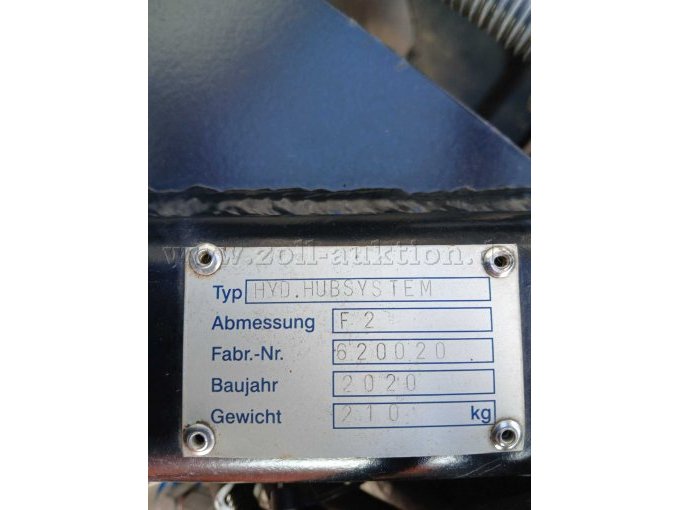 www.zoll-auktion.de
Typ HYD.HUBSYSTEM
Abmessung F 2
Fabr.-Nr. 620020
Baujahr 2020
Gewicht 210 kg